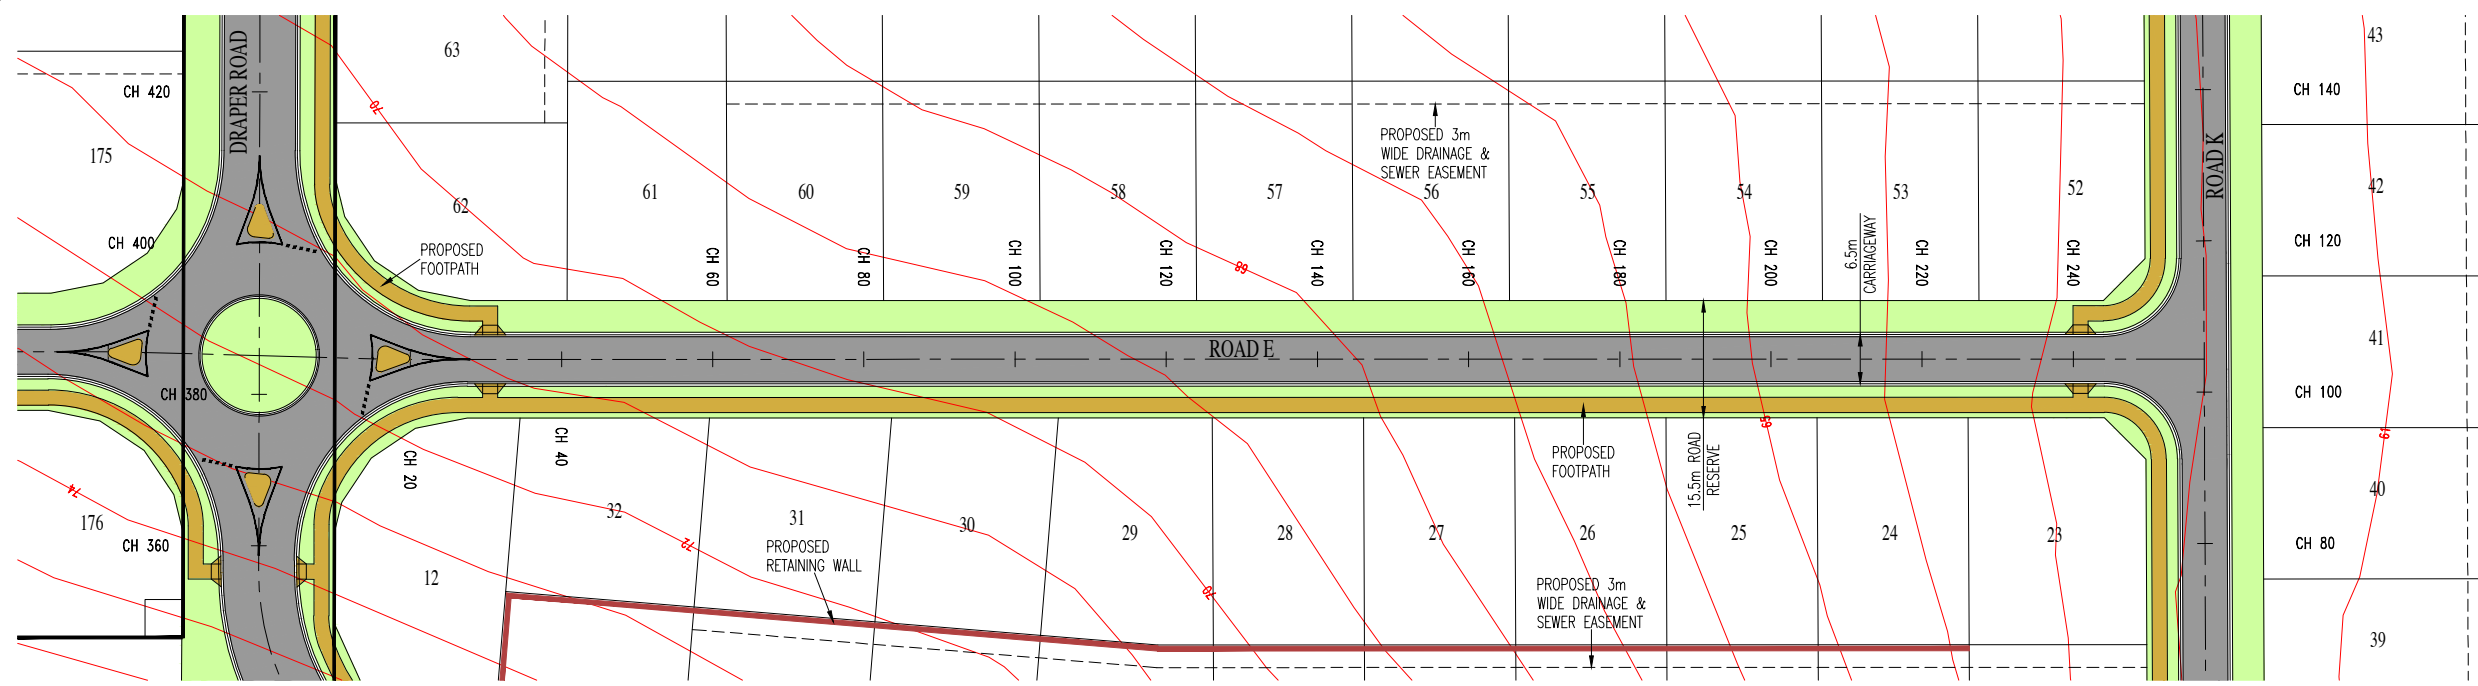 DRAPER ROAD
63
43
CH 420
CH 140
70
PROPOSED 3m
WIDE DRAINAGE &
SEWER EASEMENT
175
62
61
60
59
58
57
56
55
54
53
52
ROAD K
42
CH 400
PROPOSED
FOOTPATH
CH 60
CH 80
CH 100
CH 120
68
CH 140
CH 160
CH 180
CH 200
6.5m
CARRIAGEWAY
CH 220
CH 240
CH 120
ROAD E
41
CH 380
CH 100
CH 20
CH 40
PROPOSED
FOOTPATH
15.5m ROAD
RESERVE
65
61
74
176
32
31
30
29
28
27
26
25
24
23
40
CH 360
72
PROPOSED
RETAINING WALL
CH 80
12
70
PROPOSED 3m
WIDE DRAINAGE &
SEWER EASEMENT
39